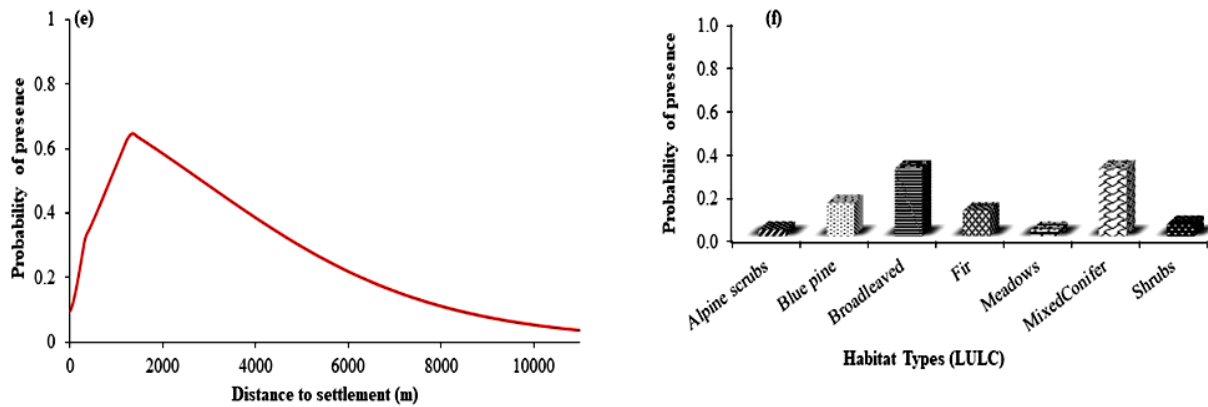 (e)
Probability of presence
1
0.8
0.6
0.4
0.2
0
0
2000
4000
6000
8000
10000
Distance to settlement (m)
(f)
Probability of presence
1.0
0.8
0.6
0.4
0.2
0.0
Alpine scrubs
Blue pine
Broadleaved
Fir
Meadows
MixedConifer
Shrubs
Habitat Types (LULC)